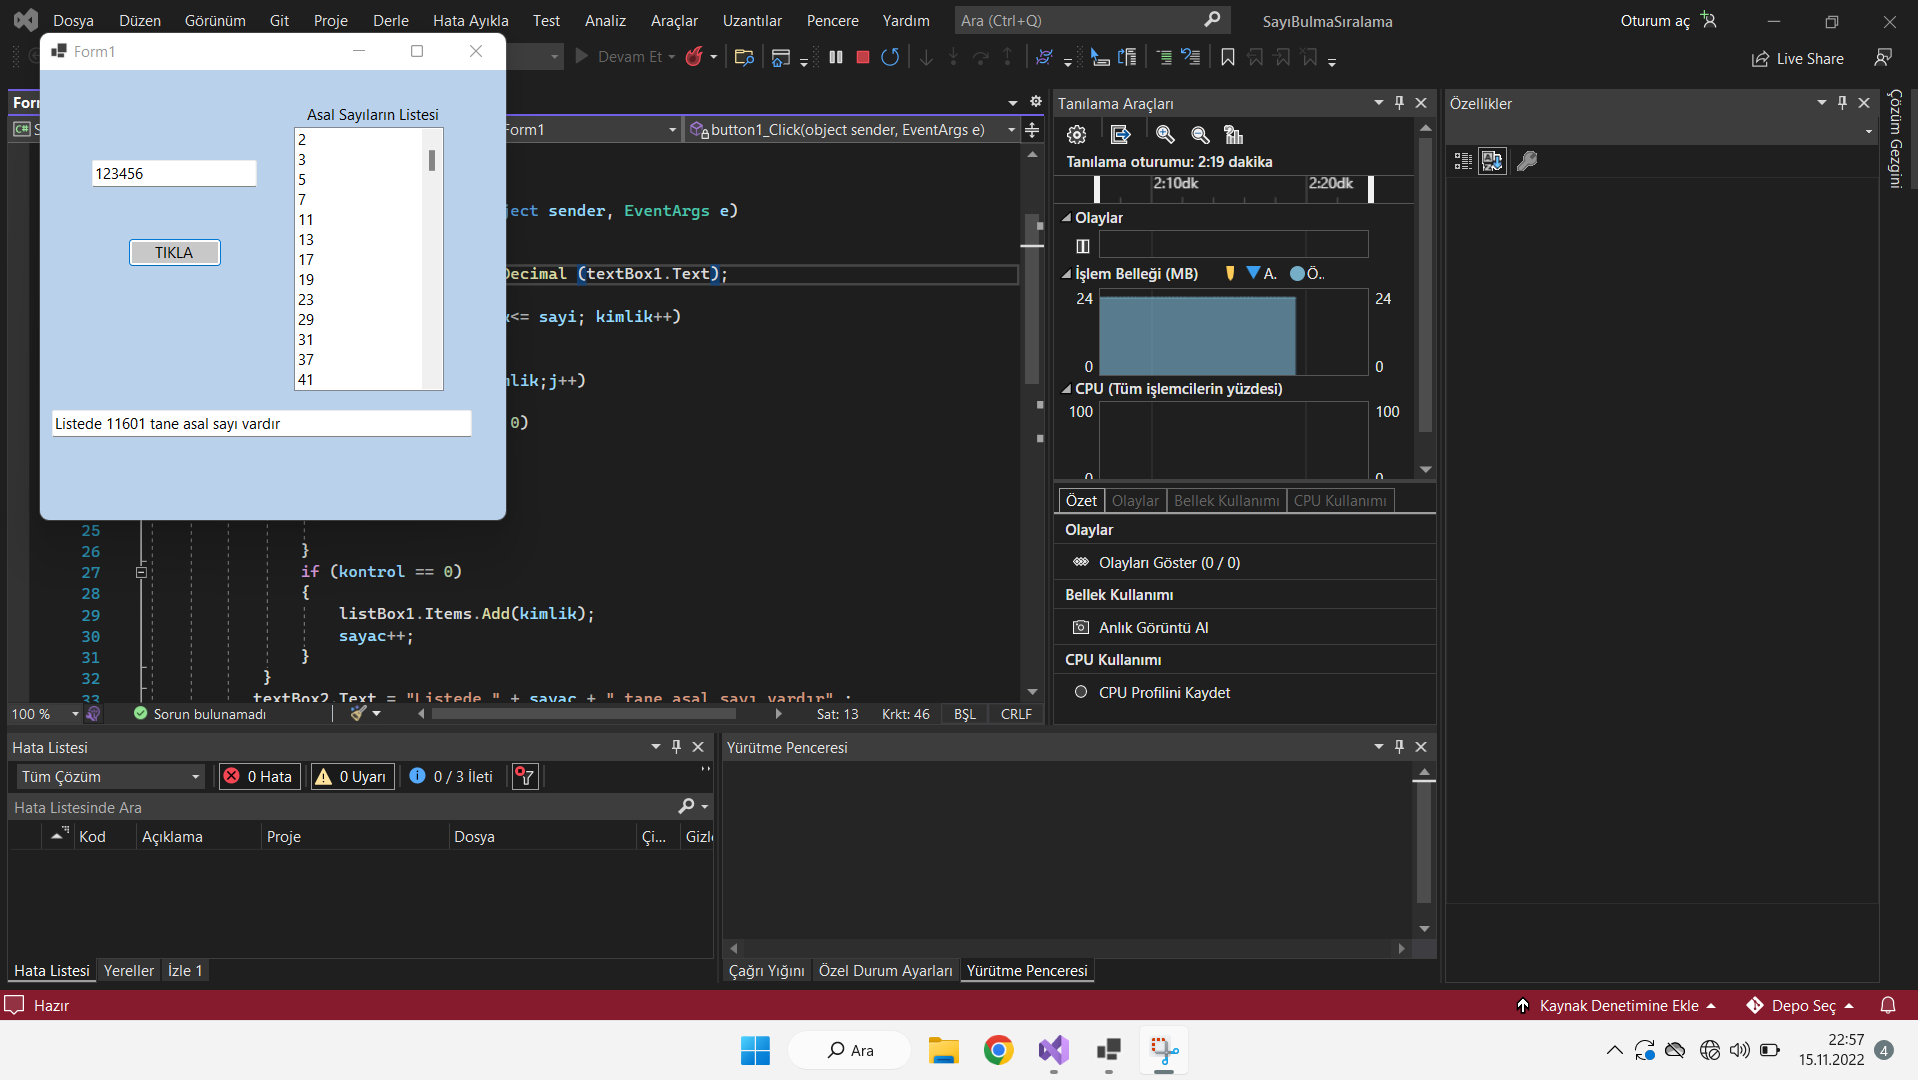 Dosya Düzen Görünüm Git Proje Derle Hata Ayıkla Test Analiz Araçlar Uzantılar Pencere Yardım Ara (Ctrl+Q) SayıBulmaSıralama Oturum aç
Form1
Devam Et
Live Share
Asal Sayıların Listesi
2
3
5
7
11
13
17
19
23
29
31
37
41
123456
TIKLA
Listede 11601 tane asal sayı vardır
Form1 button1_Click(object sender, EventArgs e)
ject sender, EventArgs e)
Decimal (textBox1.Text);
<= sayi; kimlik++)
lik;j++)
0)
25
26 }
27 if (kontrol == 0)
28 {
29 listBox1.Items.Add(kimlik);
30 sayac++;
31 }
32 }
33 textBox2.Text = "Listede " + sayac + " tane asal sayı vardır" ;
100 % Sorun bulunamadı Sat: 13 Krkt: 46 BŞL CRLF
Tanılama Araçları
Tanılama oturumu: 2:19 dakika
2:10dk 2:20dk
Olaylar
İşlem Belleği (MB) A. Ö..
24 24
0 0
CPU (Tüm işlemcilerin yüzdesi)
100 100
0 0
Özet Olaylar Bellek Kullanımı CPU Kullanımı
Olaylar
Olayları Göster (0 / 0)
Bellek Kullanımı
Anlık Görüntü Al
CPU Kullanımı
CPU Profilini Kaydet
Özellikler
Çözüm Gezgini
Hata Listesi
Tüm Çözüm 0 Hata 0 Uyarı 0 / 3 İleti
Hata Listesinde Ara
Kod Açıklama Proje Dosya Çi... Gizl
Hata Listesi Yereller İzle 1
Yürütme Penceresi
Çağrı Yığını Özel Durum Ayarları Yürütme Penceresi
Hazır Kaynak Denetimine Ekle Depo Seç
Ara
22:57
15.11.2022
4